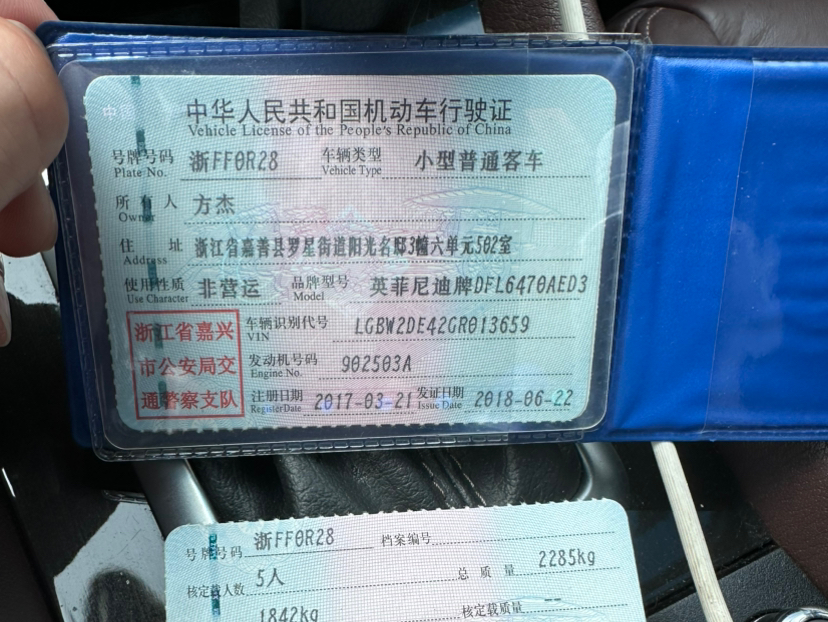 中华人民共和国机动车行驶证
Vehicle License of the People's Republic of China
号牌号码 浙FF0R28 车辆类型 小型普通客车
Plate No. Vehicle Type
所有人 方杰
Owner
住址 浙江省嘉善县罗星街道阳光名邸3幢六单元502室
Address
使用性质 非营运 品牌型号 英菲尼迪牌DFL6470AED3
Use Character Model
浙江省嘉兴
市公安局交
通警察支队
车辆识别代号 LGBW2DE42GR013659
VIN
发动机号码 902503A
Engine No.
注册日期 2017-03-21 发证日期 2018-06-22
Register Date Issue Date
号牌号码 浙FF0R28 档案编号
核定载人数 5人 总质量 2285kg
1842kg 核定载质量 --